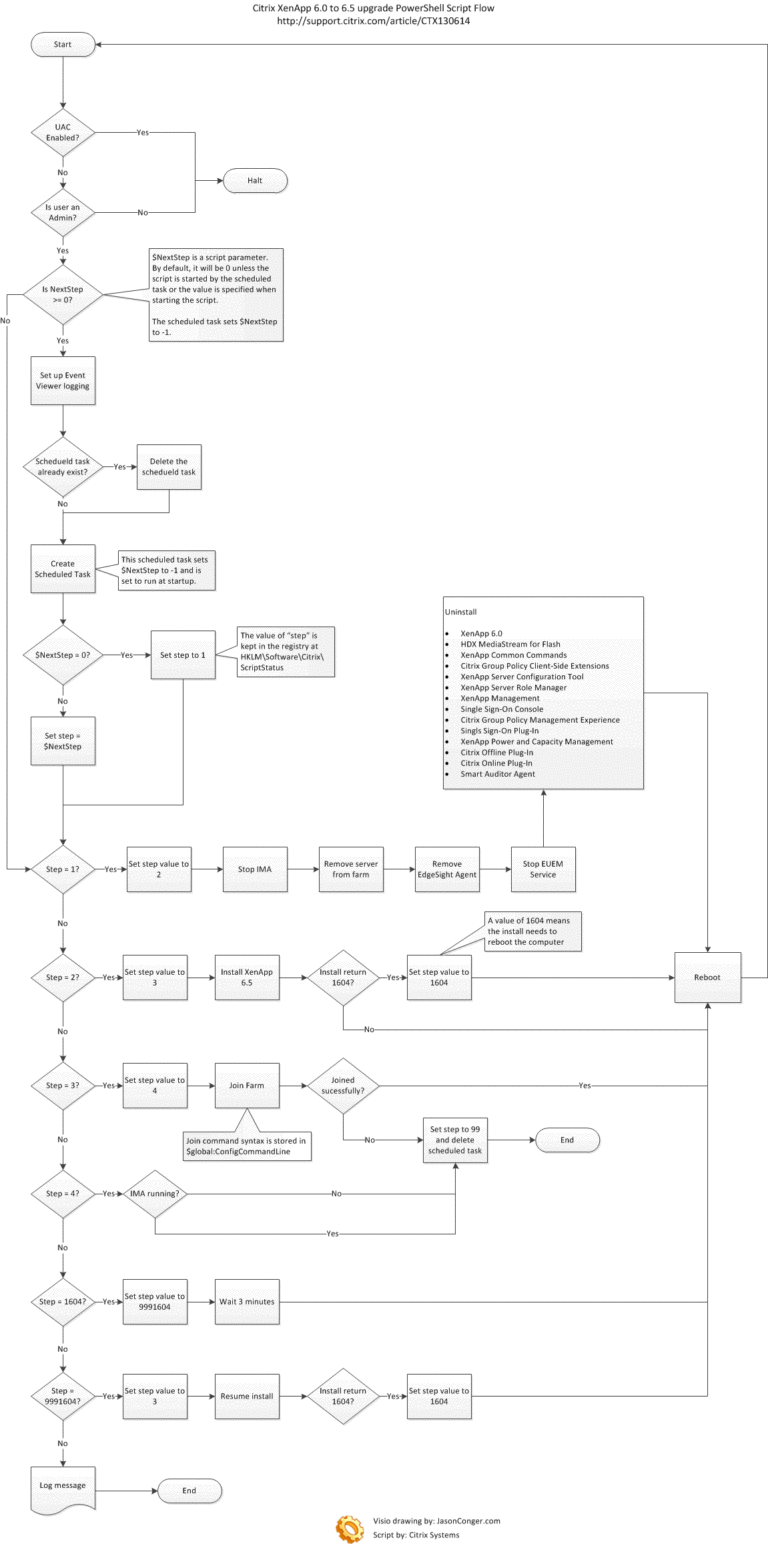 Citrix XenApp 6.0 to 6.5 upgrade PowerShell Script Flow
http://support.citrix.com/article/CTX130614
Start
UAC
Enabled?
Yes
No
Halt
Is user an
Admin?
No
Yes
$NextStep is a script parameter.
By default, it will be 0 unless the
script is started by the scheduled
task or the value is specified when
starting the script.
The scheduled task sets $NextStep
to -1.
Is NextStep
>= 0?
No
Yes
Set up Event
Viewer logging
Schedueld task
already exist?
Yes
Delete the
schedueld task
No
Create
Scheduled Task
This scheduled task sets
$NextStep to -1 and is
set to run at startup.
$NextStep = 0?
Yes
Set step to 1
The value of "step" is
kept in the registry at
HKLM\Software\Citrix\
ScriptStatus
No
Set step =
$NextStep
Uninstall
• XenApp 6.0
• HDX MediaStream for Flash
• XenApp Common Commands
• Citrix Group Policy Client-Side Extensions
• XenApp Server Configuration Tool
• XenApp Server Role Manager
• XenApp Management
• Single Sign-On Console
• Citrix Group Policy Management Experience
• Singls Sign-On Plug-In
• XenApp Power and Capacity Management
• Citrix Offline Plug-In
• Citrix Online Plug-In
• Smart Auditor Agent
Step = 1?
Yes
Set step value to
2
Stop IMA
Remove server
from farm
Remove
EdgeSight Agent
Stop EUEM
Service
No
A value of 1604 means
the install needs to
reboot the computer
Step = 2?
Yes
Set step value to
3
Install XenApp
6.5
Install return
1604?
Yes
Set step value to
1604
Reboot
No
No
Step = 3?
Yes
Set step value to
4
Join Farm
Joined
sucessfully?
Yes
Join command syntax is stored in
$global:ConfigCommandLine
No
No
Set step to 99
and delete
scheduled task
End
Step = 4?
Yes
IMA running?
No
Yes
No
Step = 1604?
Yes
Set step value to
9991604
Wait 3 minutes
No
Step =
9991604?
Yes
Set step value to
3
Resume install
Install return
1604?
Yes
Set step value to
1604
No
Log message
End
Visio drawing by: JasonConger.com
Script by: Citrix Systems